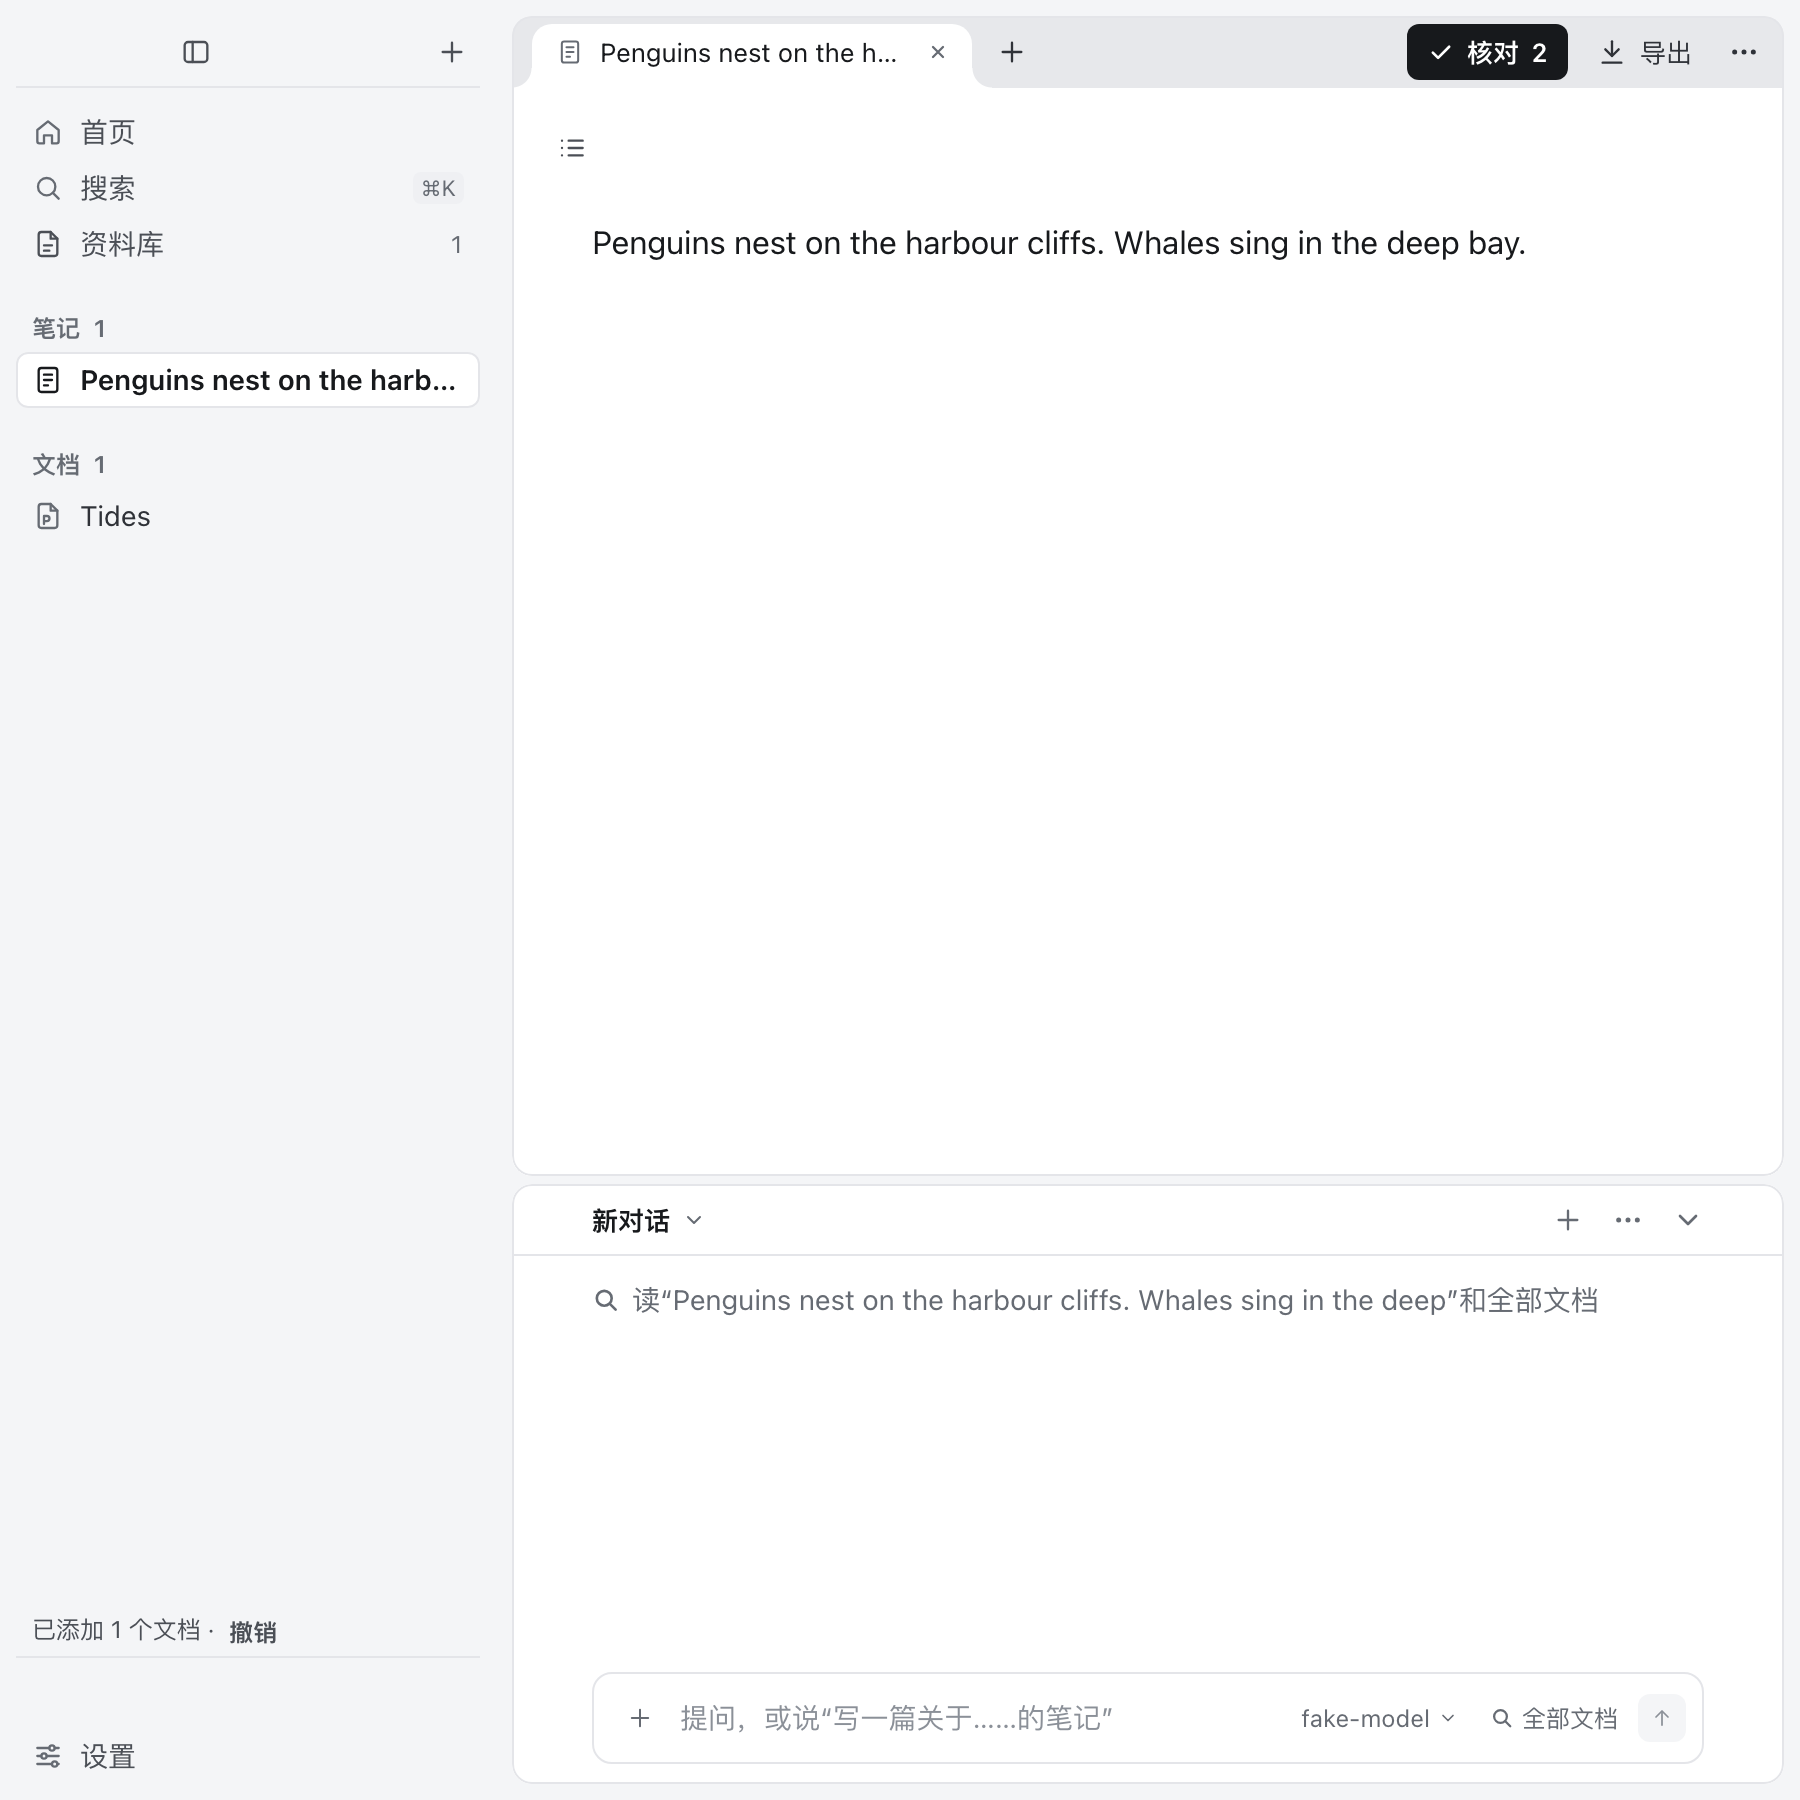 Penguins nest on the h...
核对 2
导出
首页
搜索 ⌘K
资料库 1
笔记 1
Penguins nest on the harb...
文档 1
Tides
已添加 1 个文档 · 撤销
设置
Penguins nest on the harbour cliffs. Whales sing in the deep bay.
新对话
读“Penguins nest on the harbour cliffs. Whales sing in the deep”和全部文档
提问，或说“写一篇关于……的笔记”
fake-model
全部文档